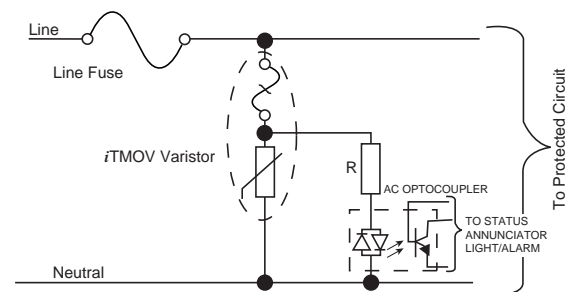 Line
Line Fuse
iTMOV Varistor
R
AC OPTOCOUPLER
TO STATUS
ANNUNCIATOR
LIGHT/ALARM
Neutral
To Protected Circuit